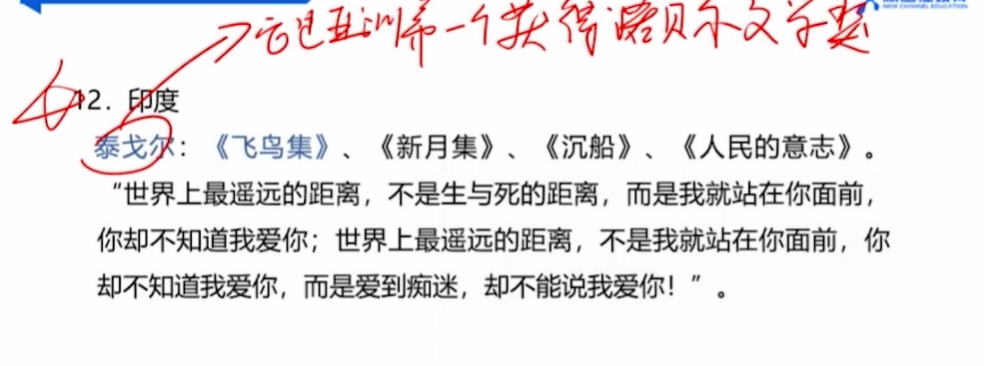 NEW CHANNEL EDUCATION
亚洲第一个获得诺贝尔文学奖
12．印度
泰戈尔：《飞鸟集》、《新月集》、《沉船》、《人民的意志》。
“世界上最遥远的距离，不是生与死的距离，而是我就站在你面前，
你却不知道我爱你；世界上最遥远的距离，不是我就站在你面前，你
却不知道我爱你，而是爱到痴迷，却不能说我爱你！”。